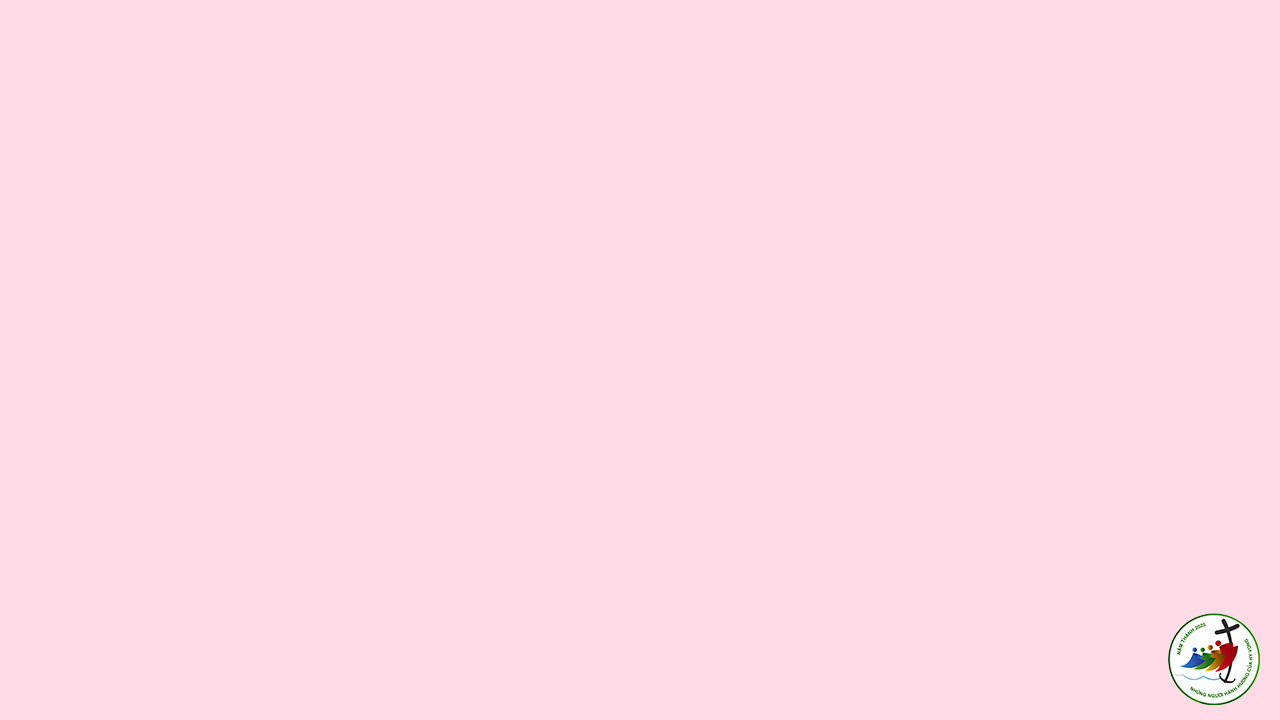 NĂM THÁNH 2025
NHỮNG NGƯỜI HÀNH HƯƠNG CỦA HY VỌNG